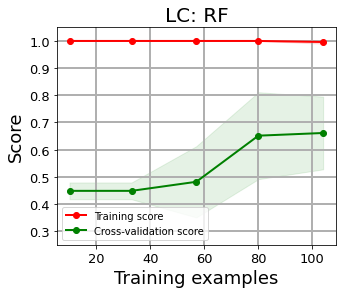 LC: RF
Score
1.0
0.9
0.8
0.7
0.6
0.5
0.4
0.3
Training score
Cross-validation score
20 40 60 80 100
Training examples